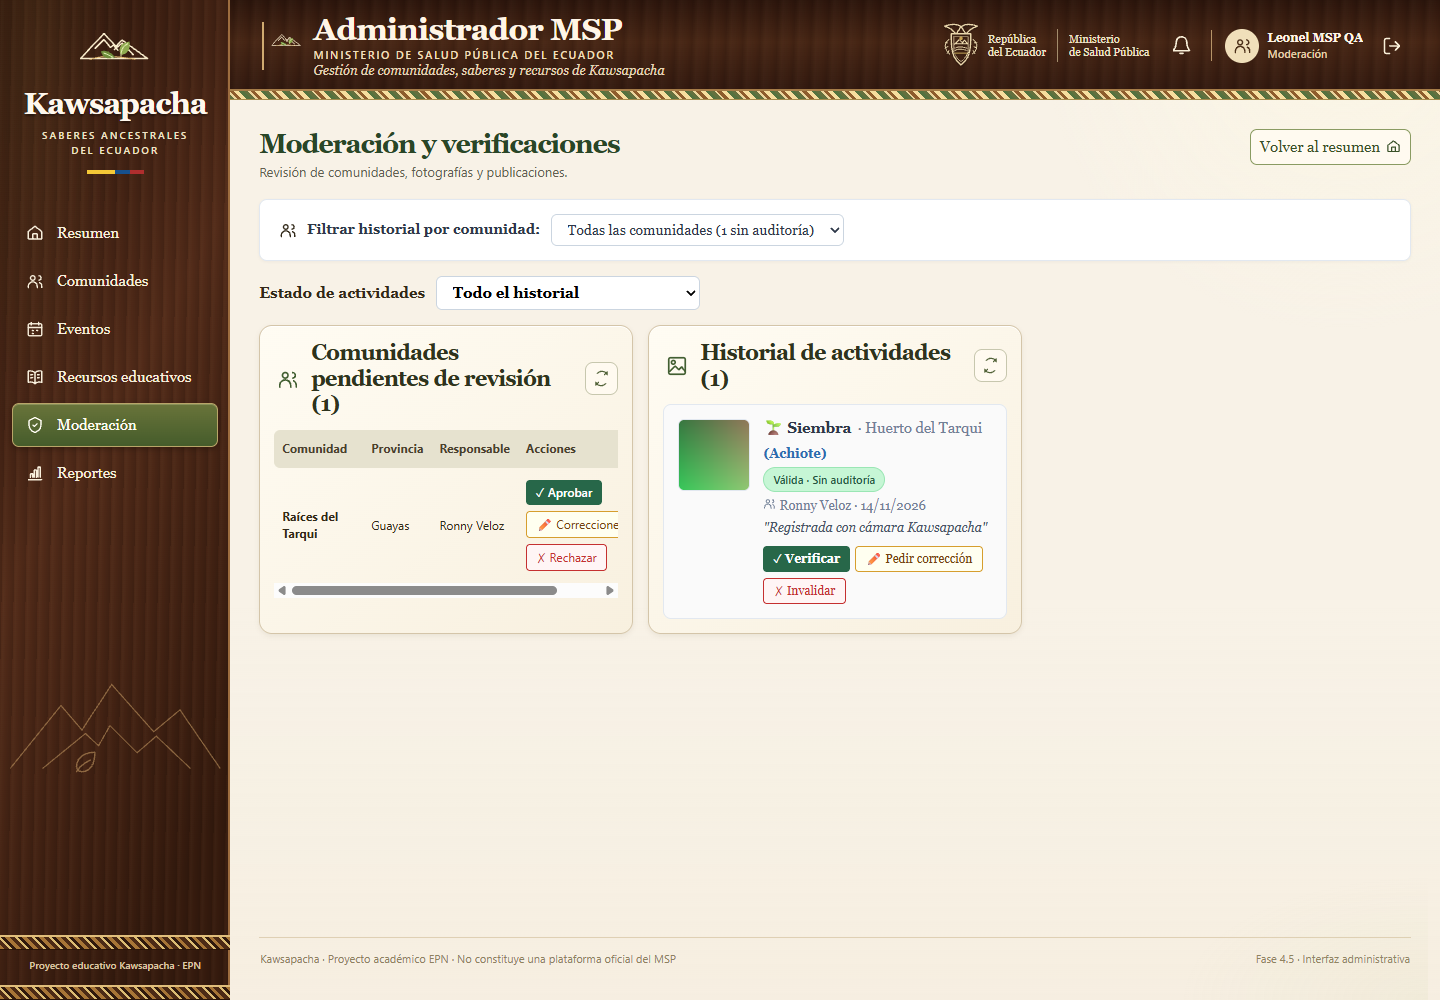 Kawsapacha
SABERES ANCESTRALES
DEL ECUADOR
Resumen
Comunidades
Eventos
Recursos educativos
Moderación
Reportes
Proyecto educativo Kawsapacha · EPN
Administrador MSP
MINISTERIO DE SALUD PÚBLICA DEL ECUADOR
Gestión de comunidades, saberes y recursos de Kawsapacha
República
del Ecuador
Ministerio
de Salud Pública
Leonel MSP QA
Moderación
Moderación y verificaciones
Revisión de comunidades, fotografías y publicaciones.
Volver al resumen
Filtrar historial por comunidad:
Todas las comunidades (1 sin auditoría)
Estado de actividades
Todo el historial
Comunidades
pendientes de revisión
(1)
Comunidad Provincia Responsable Acciones
Raíces del
Tarqui
Guayas
Ronny Veloz
✓ Aprobar
Correccione
✗ Rechazar
Historial de actividades
(1)
Siembra · Huerto del Tarqui
(Achiote)
Válida · Sin auditoría
Ronny Veloz · 14/11/2026
"Registrada con cámara Kawsapacha"
✓ Verificar
Pedir corrección
✗ Invalidar
Kawsapacha · Proyecto académico EPN · No constituye una plataforma oficial del MSP
Fase 4.5 · Interfaz administrativa